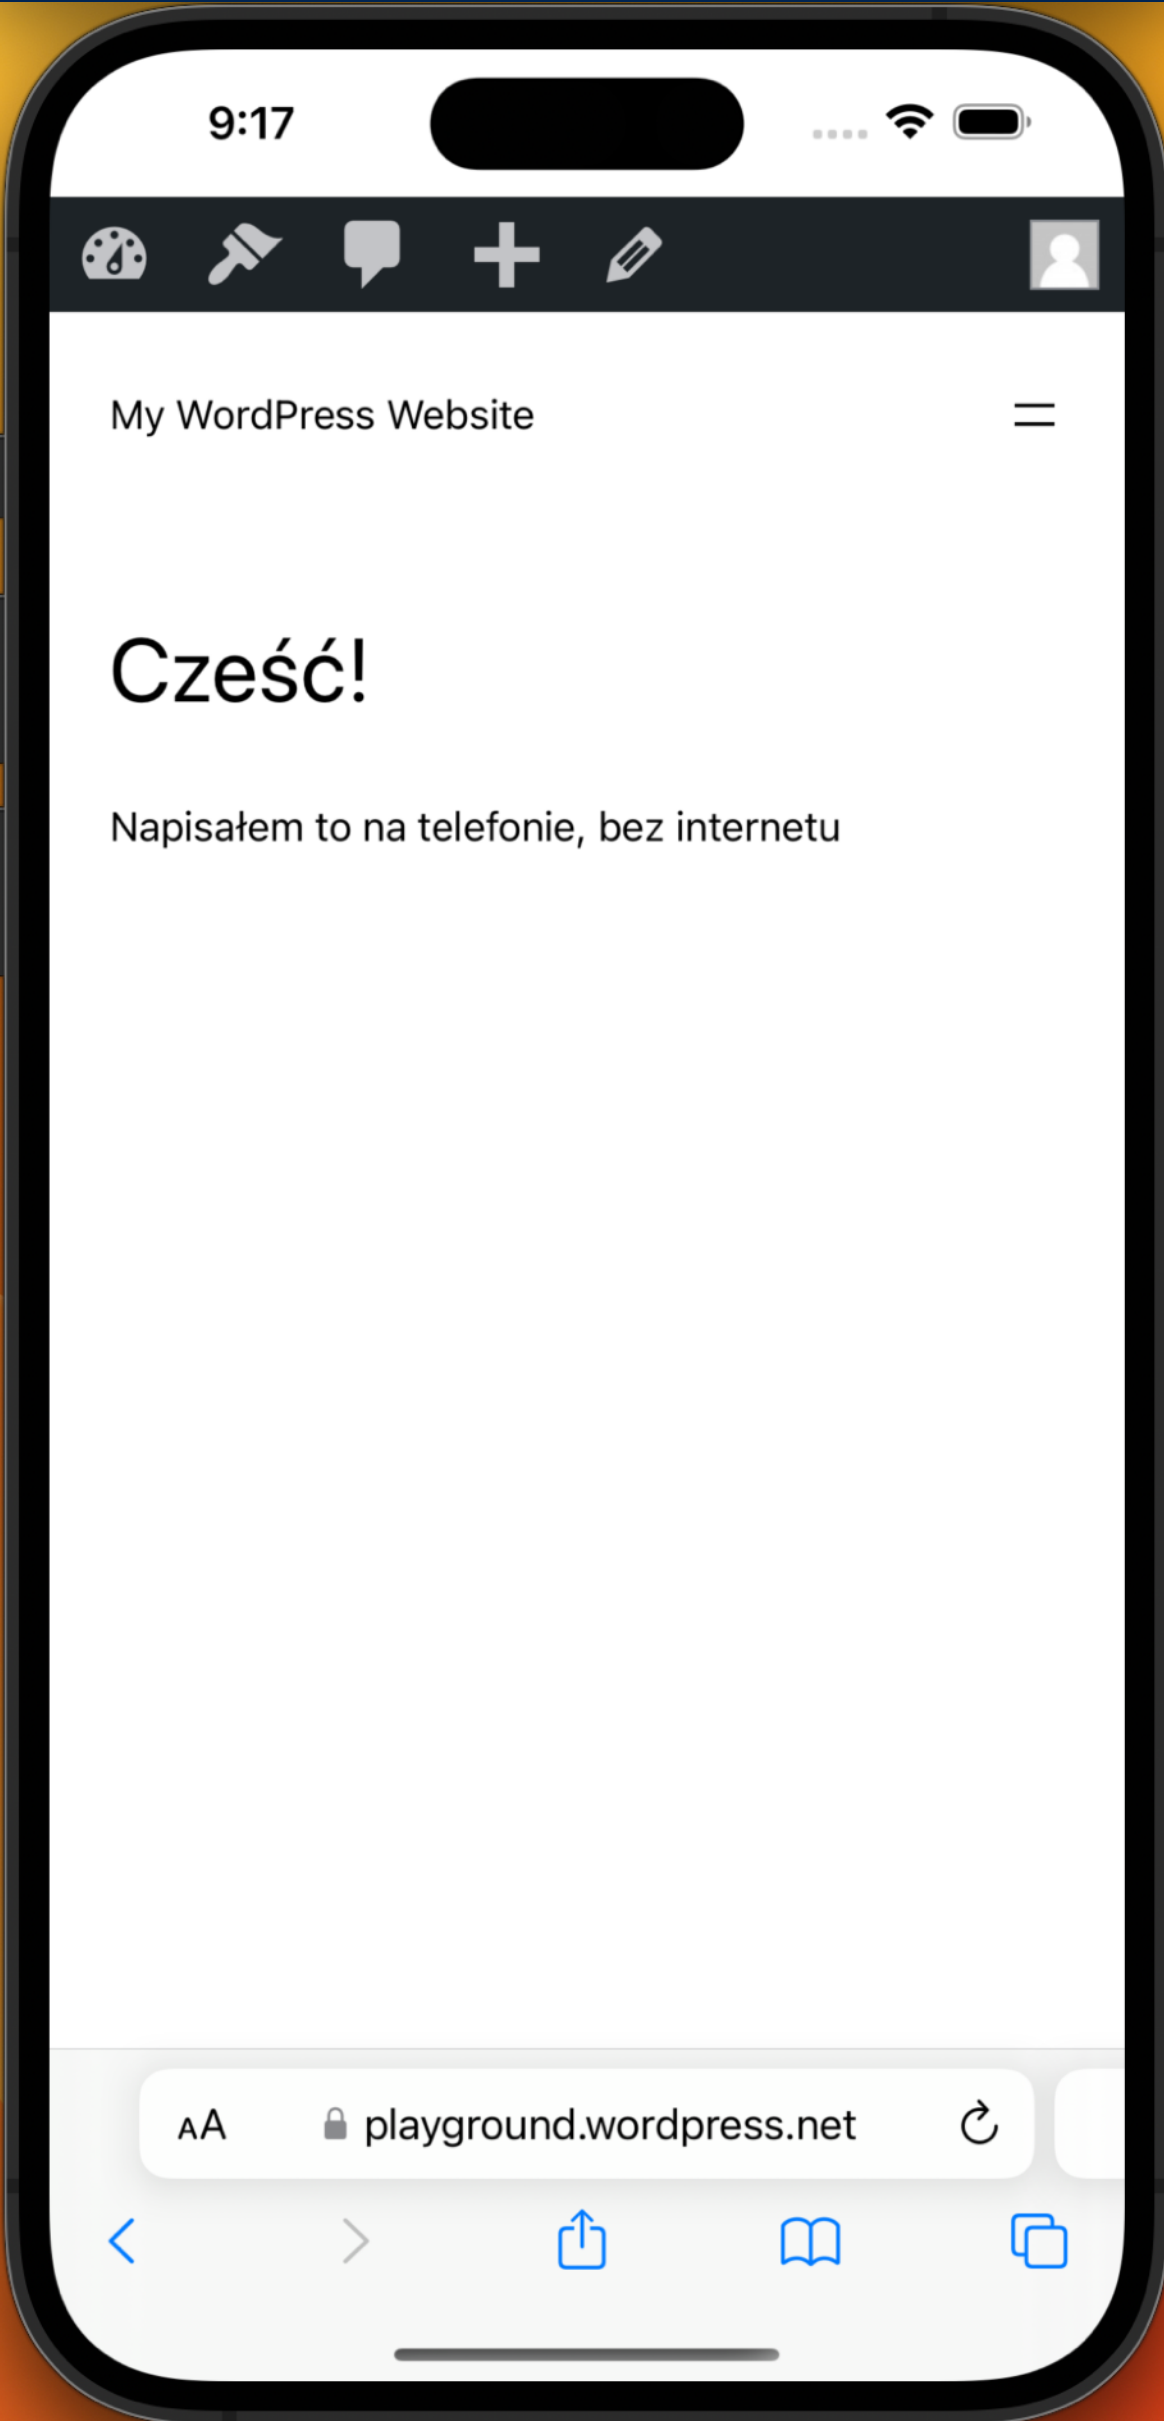 9:17
My WordPress Website
Cześć!
Napisałem to na telefonie, bez internetu
AA playground.wordpress.net